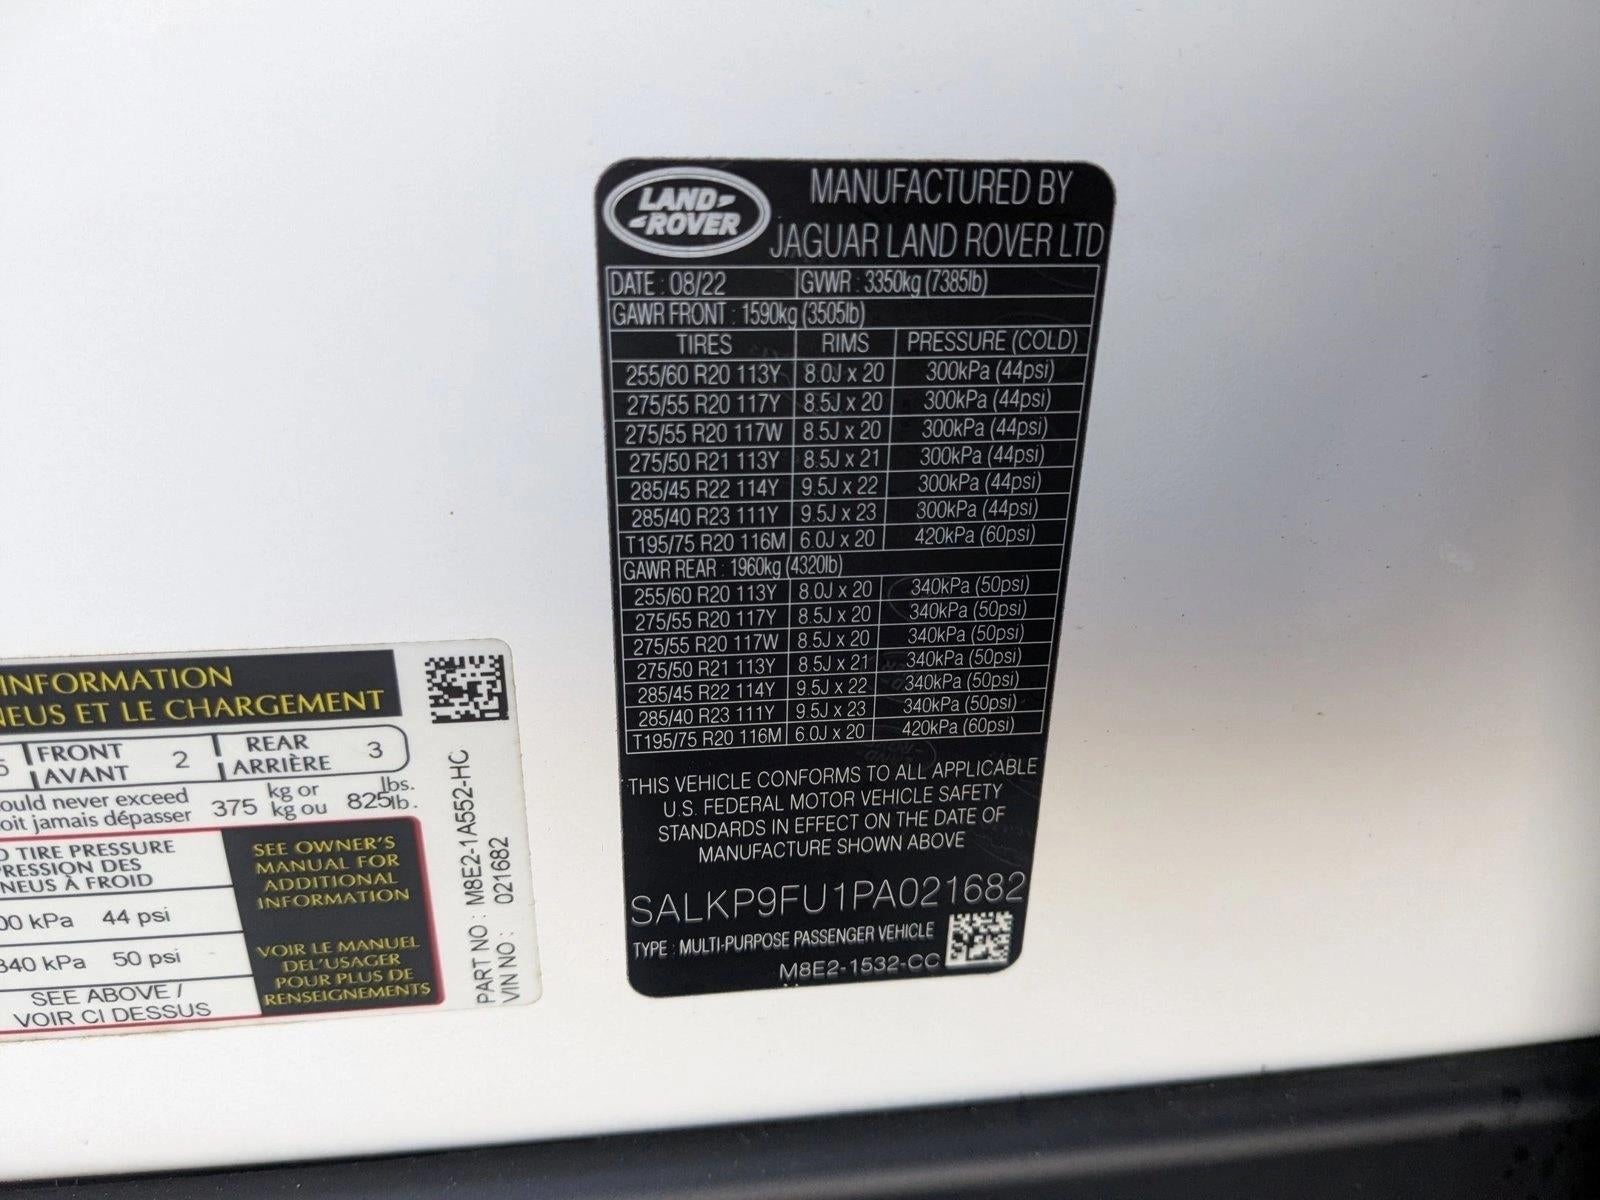 LAND
ROVER
MANUFACTURED BY
JAGUAR LAND ROVER LTD
DATE : 08/22 GVWR : 3350kg (7385lb)
GAWR FRONT : 1590kg (3505lb)
TIRES RIMS PRESSURE (COLD)
255/60 R20 113Y 8.0J x 20 300kPa (44psi)
275/55 R20 117Y 8.5J x 20 300kPa (44psi)
275/55 R20 117W 8.5J x 20 300kPa (44psi)
275/50 R21 113Y 8.5J x 21 300kPa (44psi)
285/45 R22 114Y 9.5J x 22 300kPa (44psi)
285/40 R23 111Y 9.5J x 23 300kPa (44psi)
T195/75 R20 116M 6.0J x 20 420kPa (60psi)
GAWR REAR : 1960kg (4320lb)
255/60 R20 113Y 8.0J x 20 340kPa (50psi)
275/55 R20 117Y 8.5J x 20 340kPa (50psi)
275/55 R20 117W 8.5J x 20 340kPa (50psi)
275/50 R21 113Y 8.5J x 21 340kPa (50psi)
285/45 R22 114Y 9.5J x 22 340kPa (50psi)
285/40 R23 111Y 9.5J x 23 340kPa (50psi)
T195/75 R20 116M 6.0J x 20 420kPa (60psi)
THIS VEHICLE CONFORMS TO ALL APPLICABLE
U.S. FEDERAL MOTOR VEHICLE SAFETY
STANDARDS IN EFFECT ON THE DATE OF
MANUFACTURE SHOWN ABOVE
SALKP9FU1PA021682
TYPE : MULTI-PURPOSE PASSENGER VEHICLE
M8E2-1532-CC
INFORMATION
NEUS ET LE CHARGEMENT
5 FRONT 2 REAR 3
AVANT ARRIÈRE
ould never exceed 375 kg or 825 lbs.
oit jamais dépasser kg ou lb.
TIRE PRESSURE
RESSION DES
NEUS À FROID
00 kPa 44 psi
340 kPa 50 psi
SEE ABOVE /
VOIR CI DESSUS
SEE OWNER'S
MANUAL FOR
ADDITIONAL
INFORMATION
VOIR LE MANUEL
DEL'USAGER
POUR PLUS DE
RENSEIGNEMENTS
PART NO : M8E2-1A552-HC
VIN NO : 021682